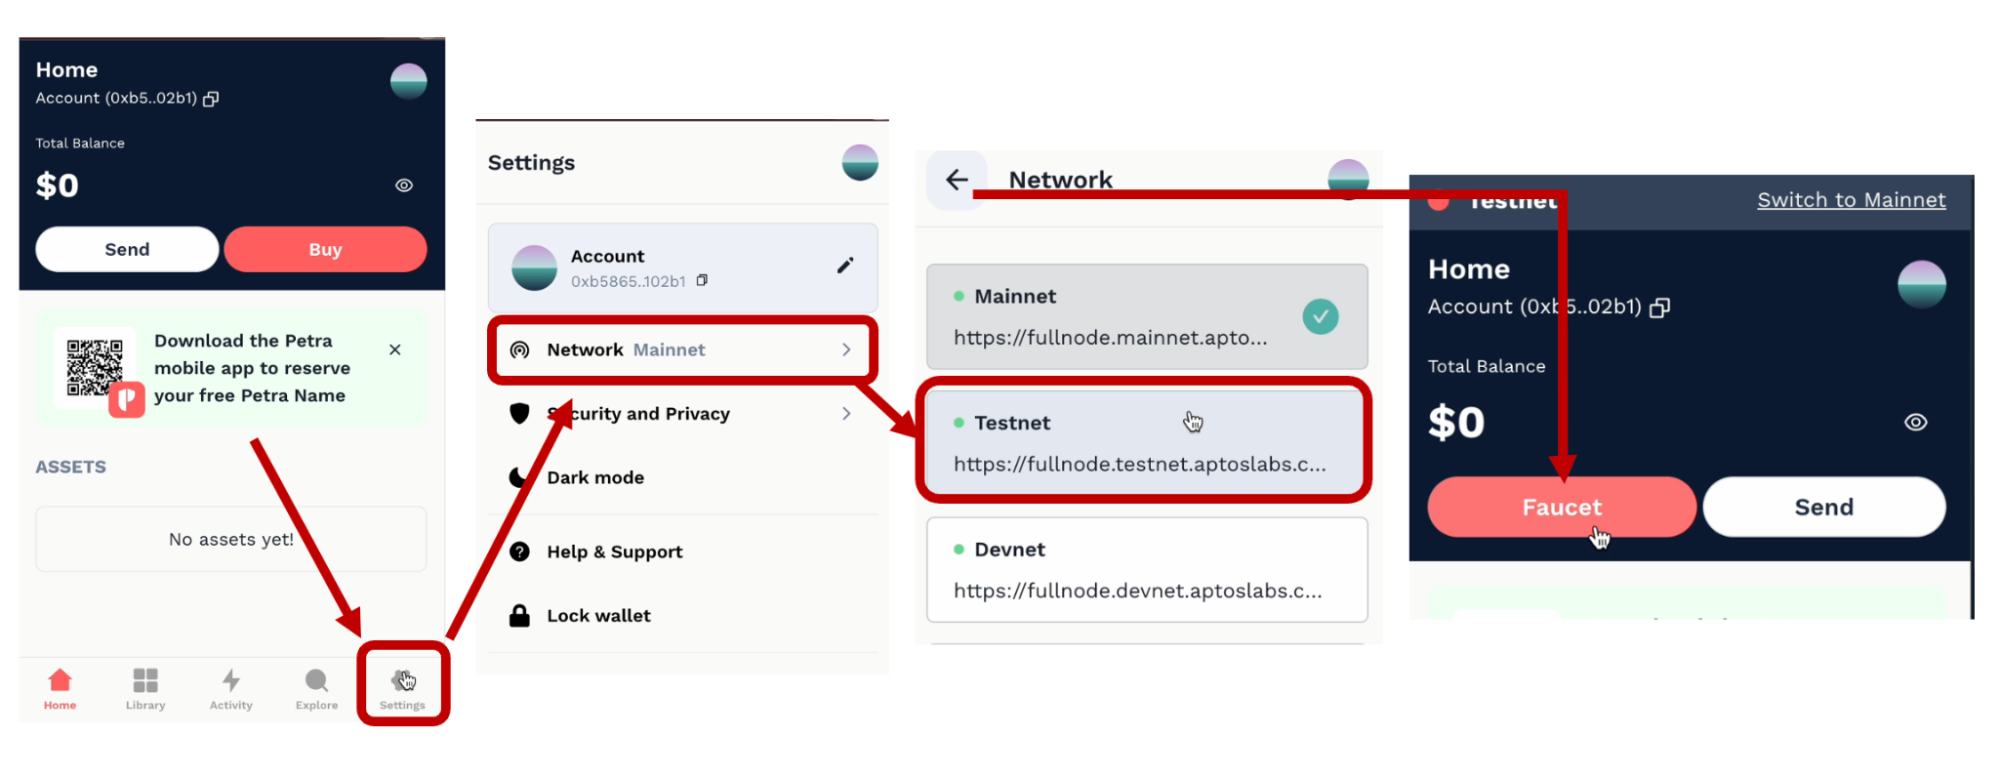 Home
Account (0xb5..02b1)
Total Balance
$0
Send
Buy
Download the Petra
mobile app to reserve
your free Petra Name
ASSETS
No assets yet!
Home
Library
Activity
Explore
Settings
Settings
Account
0xb5865..102b1
Network Mainnet
Security and Privacy
Dark mode
Help & Support
Lock wallet
Network
Mainnet
https://fullnode.mainnet.apto...
Testnet
https://fullnode.testnet.aptoslabs.c...
Devnet
https://fullnode.devnet.aptoslabs.c...
Testnet
Switch to Mainnet
Home
Account (0xb5..02b1)
Total Balance
$0
Faucet
Send